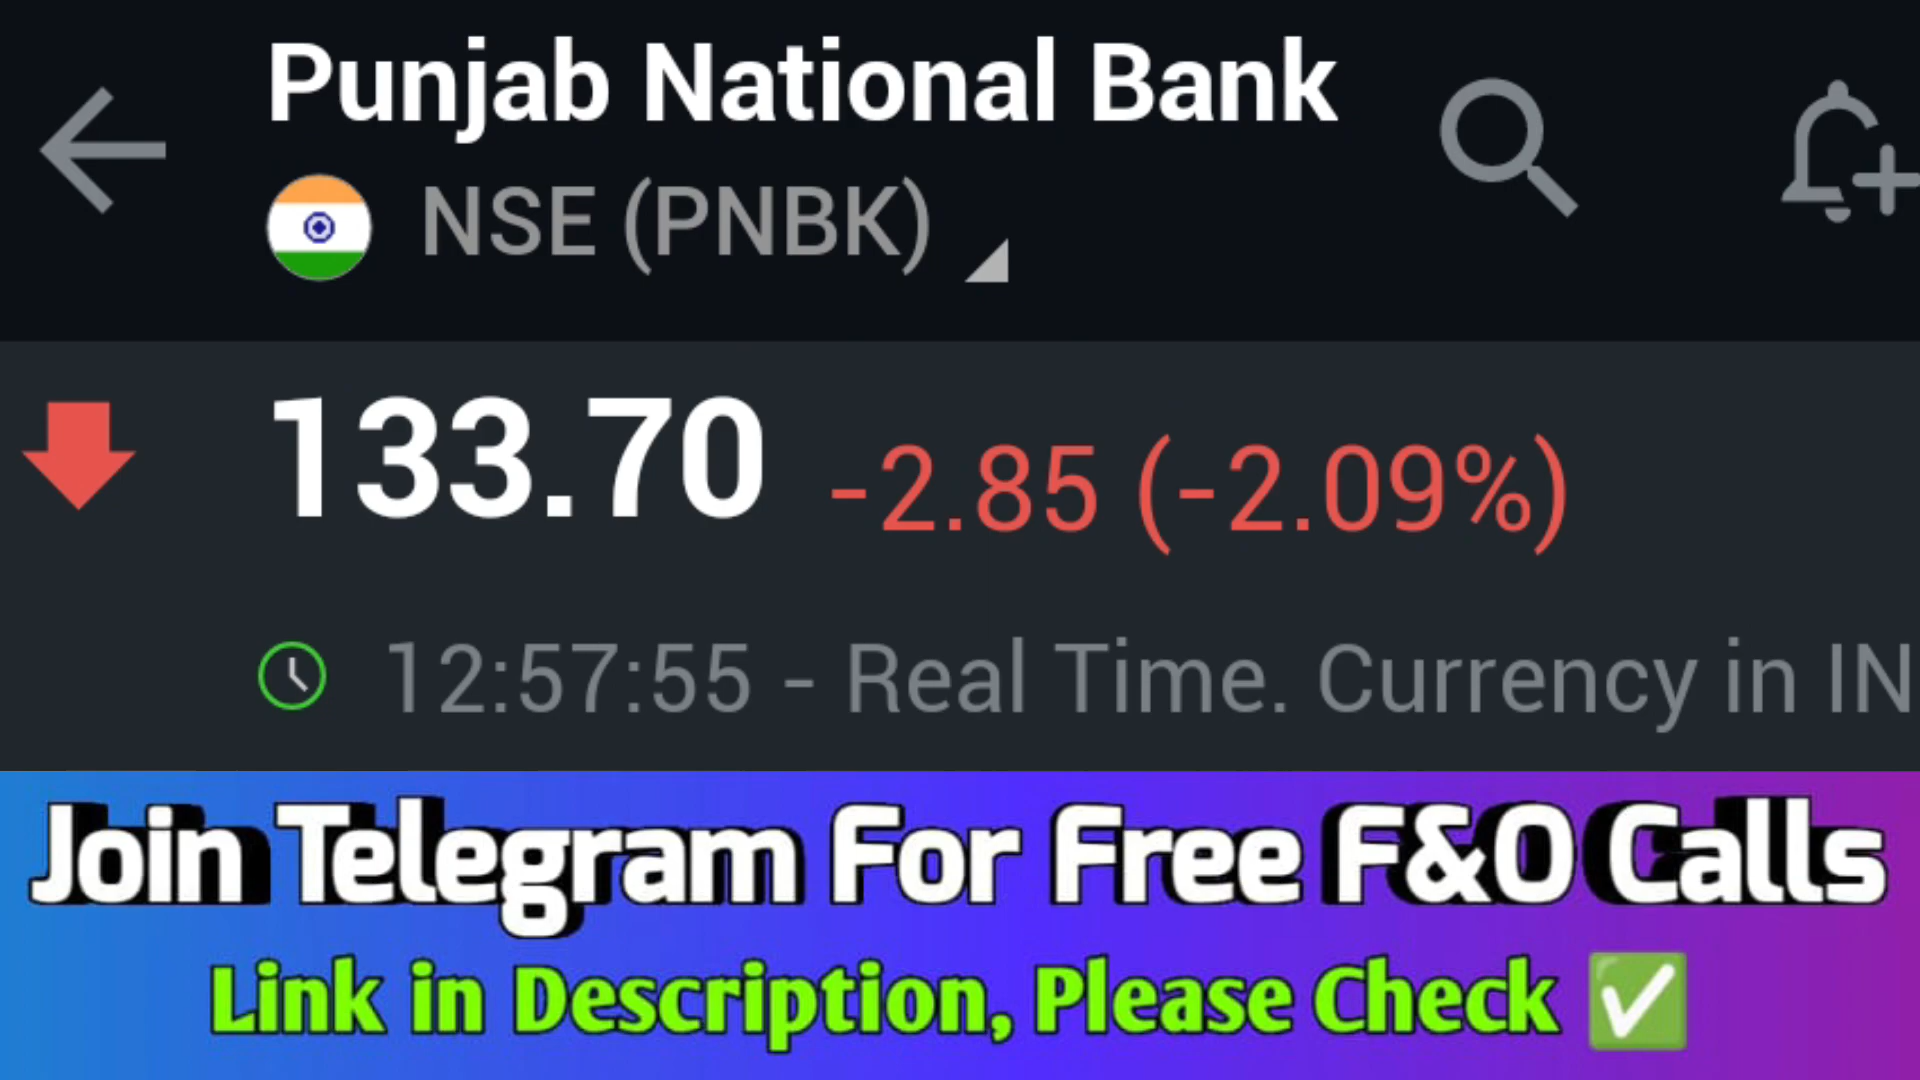 Punjab National Bank
NSE (PNBK)
133.70 -2.85 (-2.09%)
12:57:55 - Real Time. Currency in IN
Join Telegram For Free F&O Calls
Link in Description, Please Check ✅